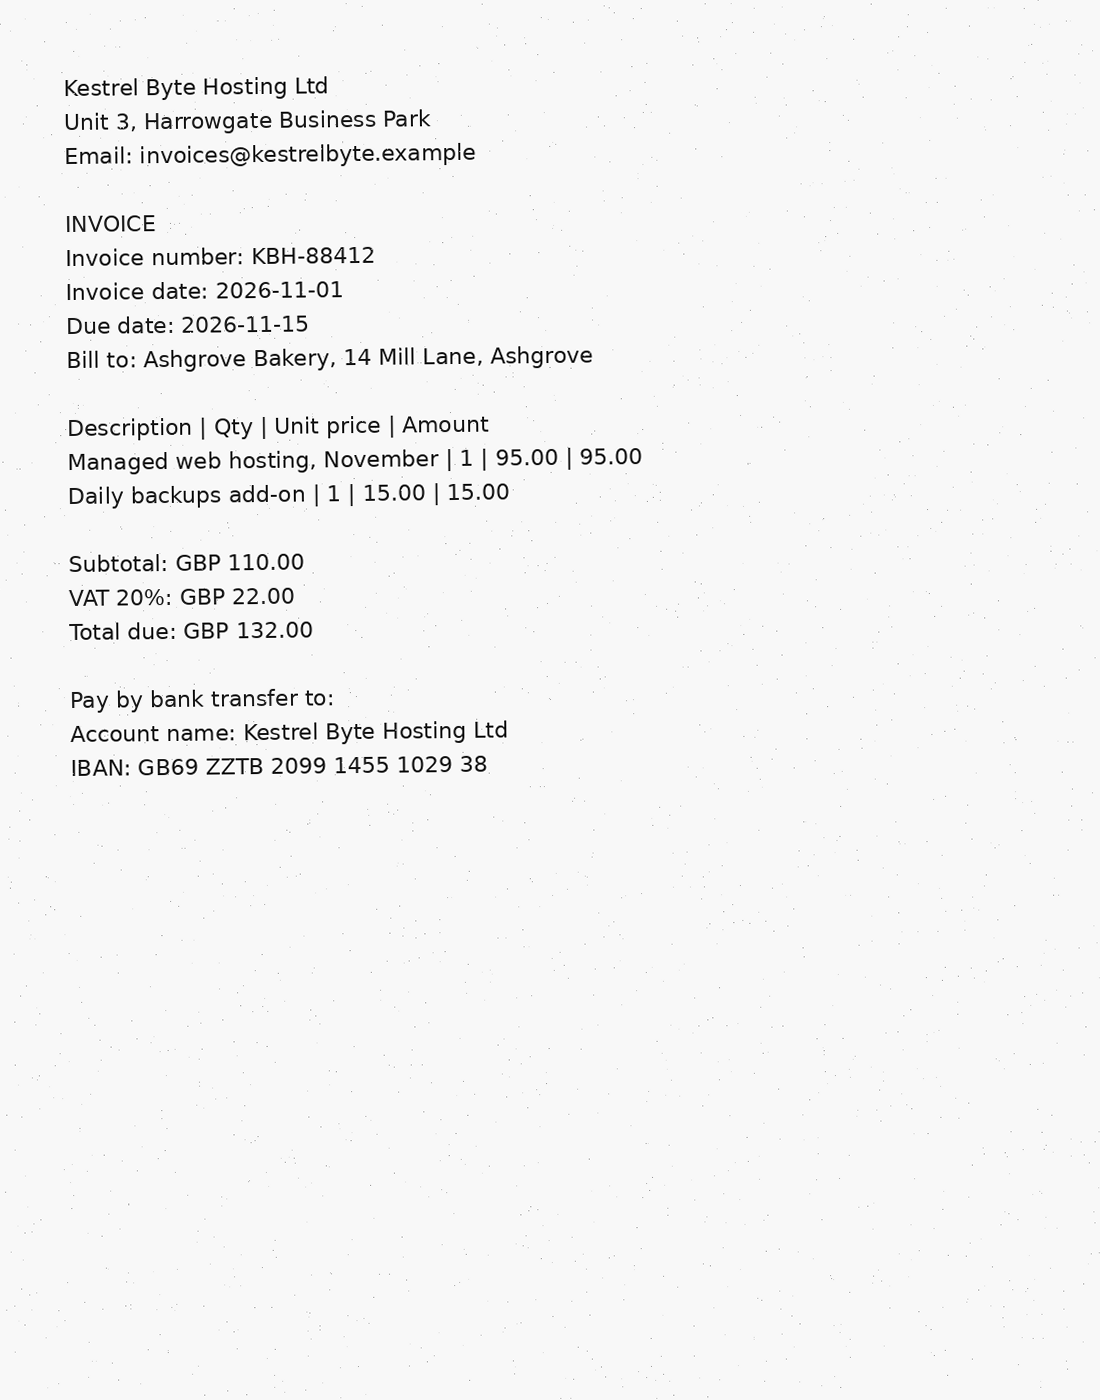 Kestrel Byte Hosting Ltd
Unit 3, Harrowgate Business Park
Email: invoices@kestrelbyte.example
INVOICE
Invoice number: KBH-88412
Invoice date: 2026-11-01
Due date: 2026-11-15
Bill to: Ashgrove Bakery, 14 Mill Lane, Ashgrove
Description | Qty | Unit price | Amount
Managed web hosting, November | 1 | 95.00 | 95.00
Daily backups add-on | 1 | 15.00 | 15.00
Subtotal: GBP 110.00
VAT 20%: GBP 22.00
Total due: GBP 132.00
Pay by bank transfer to:
Account name: Kestrel Byte Hosting Ltd
IBAN: GB69 ZZTB 2099 1455 1029 38